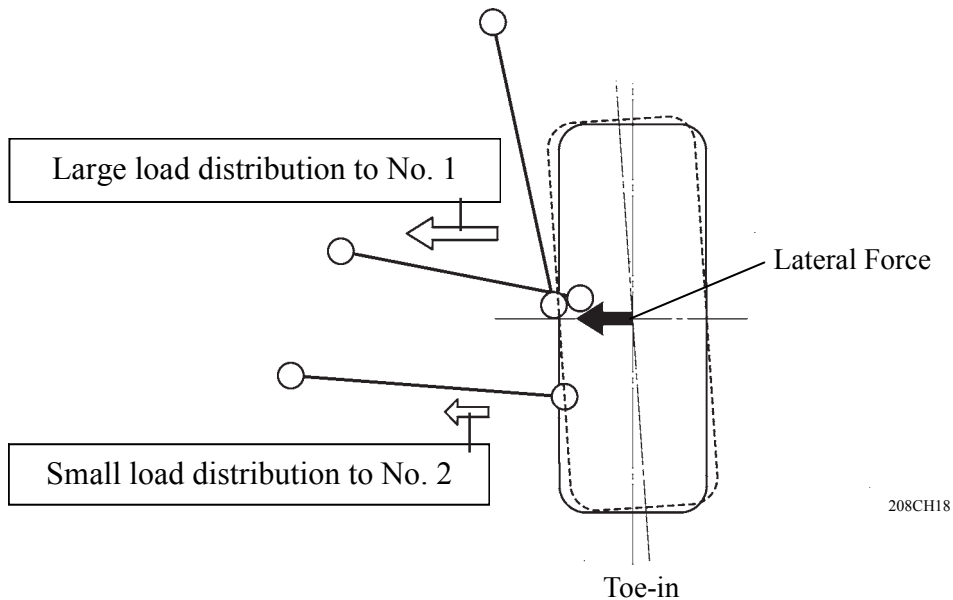 Large load distribution to No. 1
Lateral Force
Small load distribution to No. 2
208CH18
Toe-in